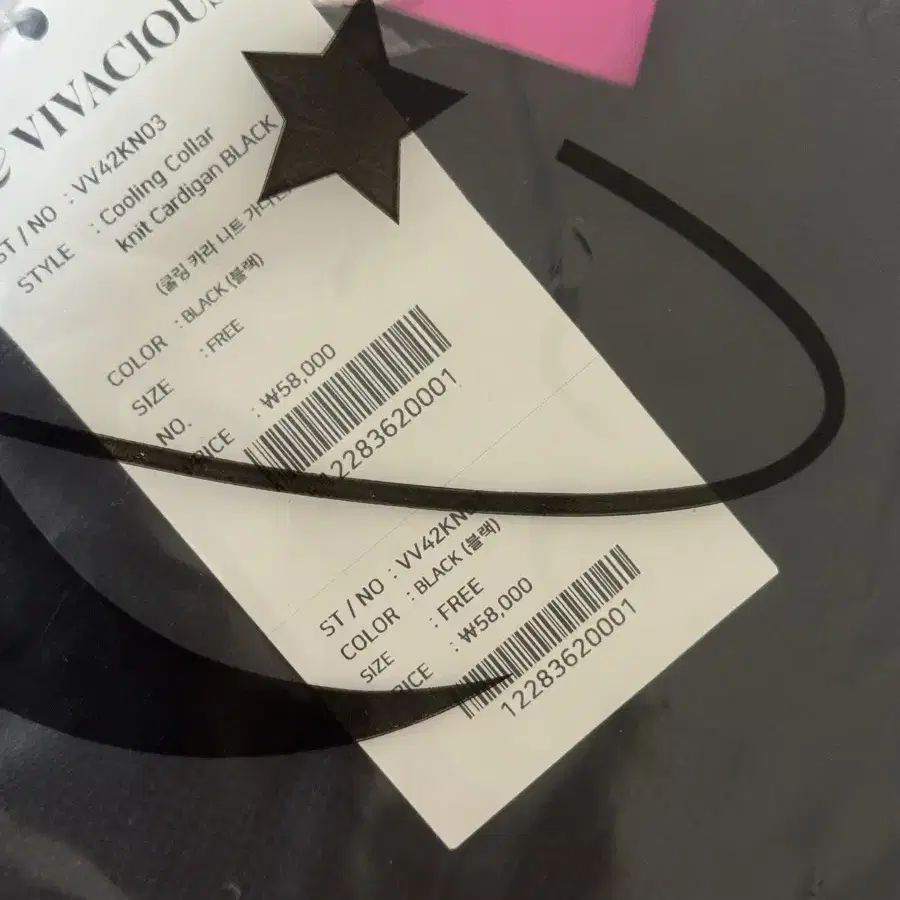 VIVACIOUS
ST / NO : VV42KN03
STYLE : Cooling Collar
knit Cardigan BLACK
(쿨링 카라 니트 가디건
COLOR : BLACK (블랙)
SIZE : FREE
NO.
PRICE : ₩58,000
12283620001
ST / NO : VV42KN
COLOR : BLACK (블랙)
SIZE : FREE
PRICE : ₩58,000
12283620001